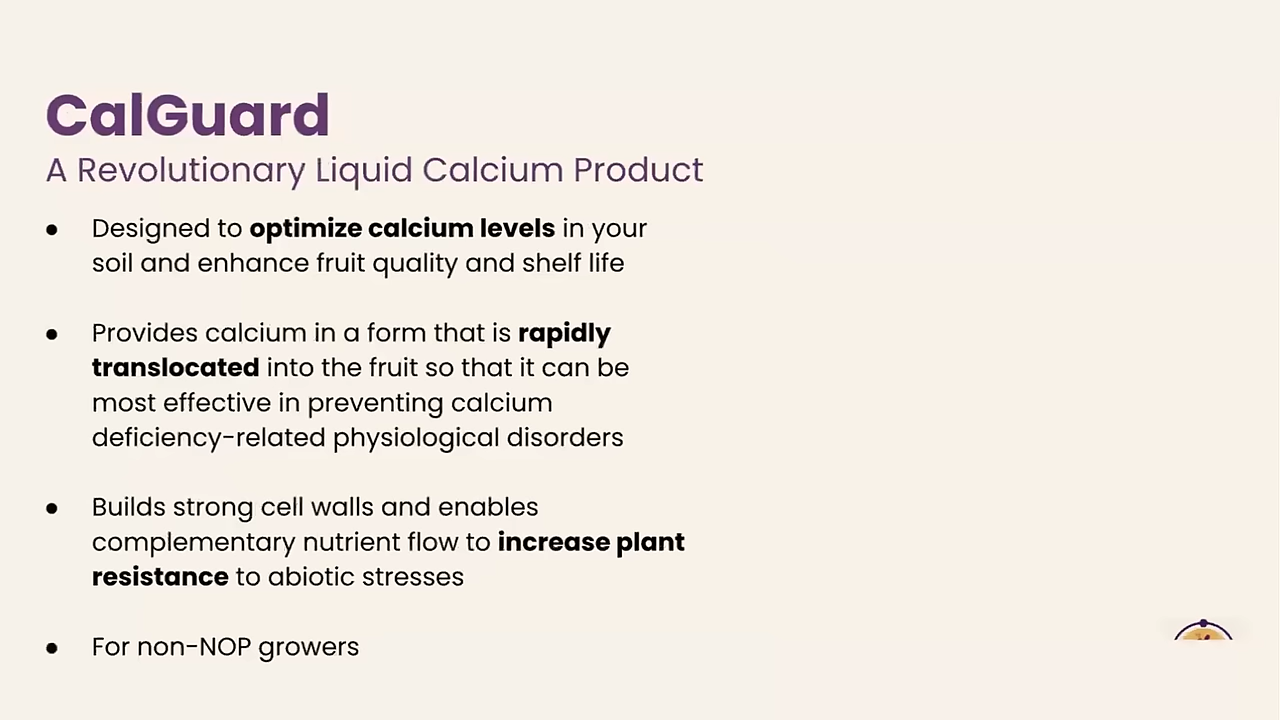 CalGuard
A Revolutionary Liquid Calcium Product
● Designed to optimize calcium levels in your
soil and enhance fruit quality and shelf life
● Provides calcium in a form that is rapidly
translocated into the fruit so that it can be
most effective in preventing calcium
deficiency-related physiological disorders
● Builds strong cell walls and enables
complementary nutrient flow to increase plant
resistance to abiotic stresses
● For non-NOP growers